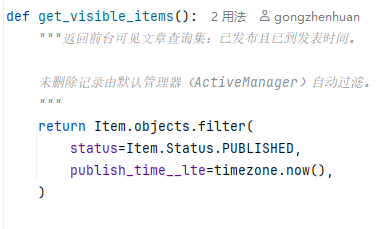 def get_visible_items():  2 用法  gongzhenhuan
    """返回前台可见文章查询集：已发布且已到发表时间。

    未删除记录由默认管理器（ActiveManager）自动过滤。
    """
    return Item.objects.filter(
        status=Item.Status.PUBLISHED,
        publish_time__lte=timezone.now(),
    )